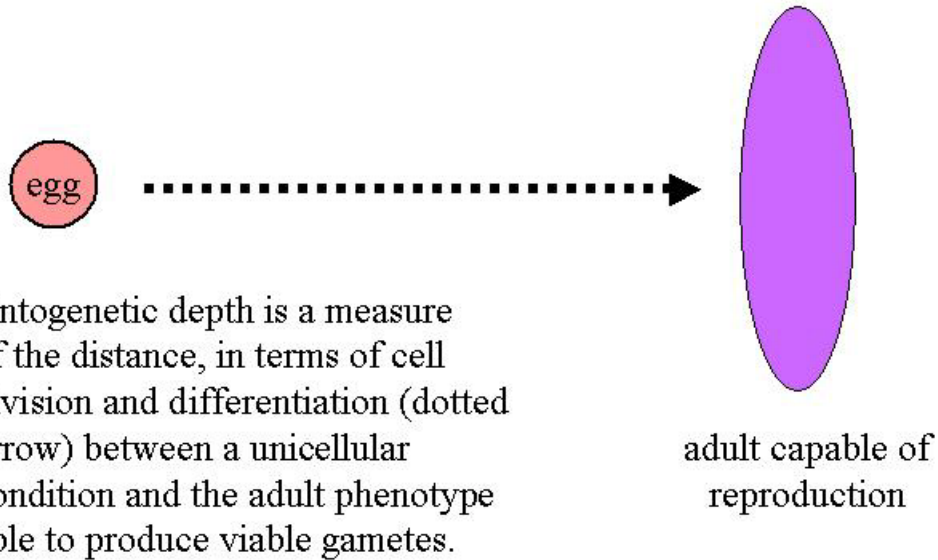 egg
ntogenetic depth is a measure
f the distance, in terms of cell
vision and differentiation (dotted
rrow) between a unicellular
ondition and the adult phenotype
ble to produce viable gametes.
adult capable of
reproduction